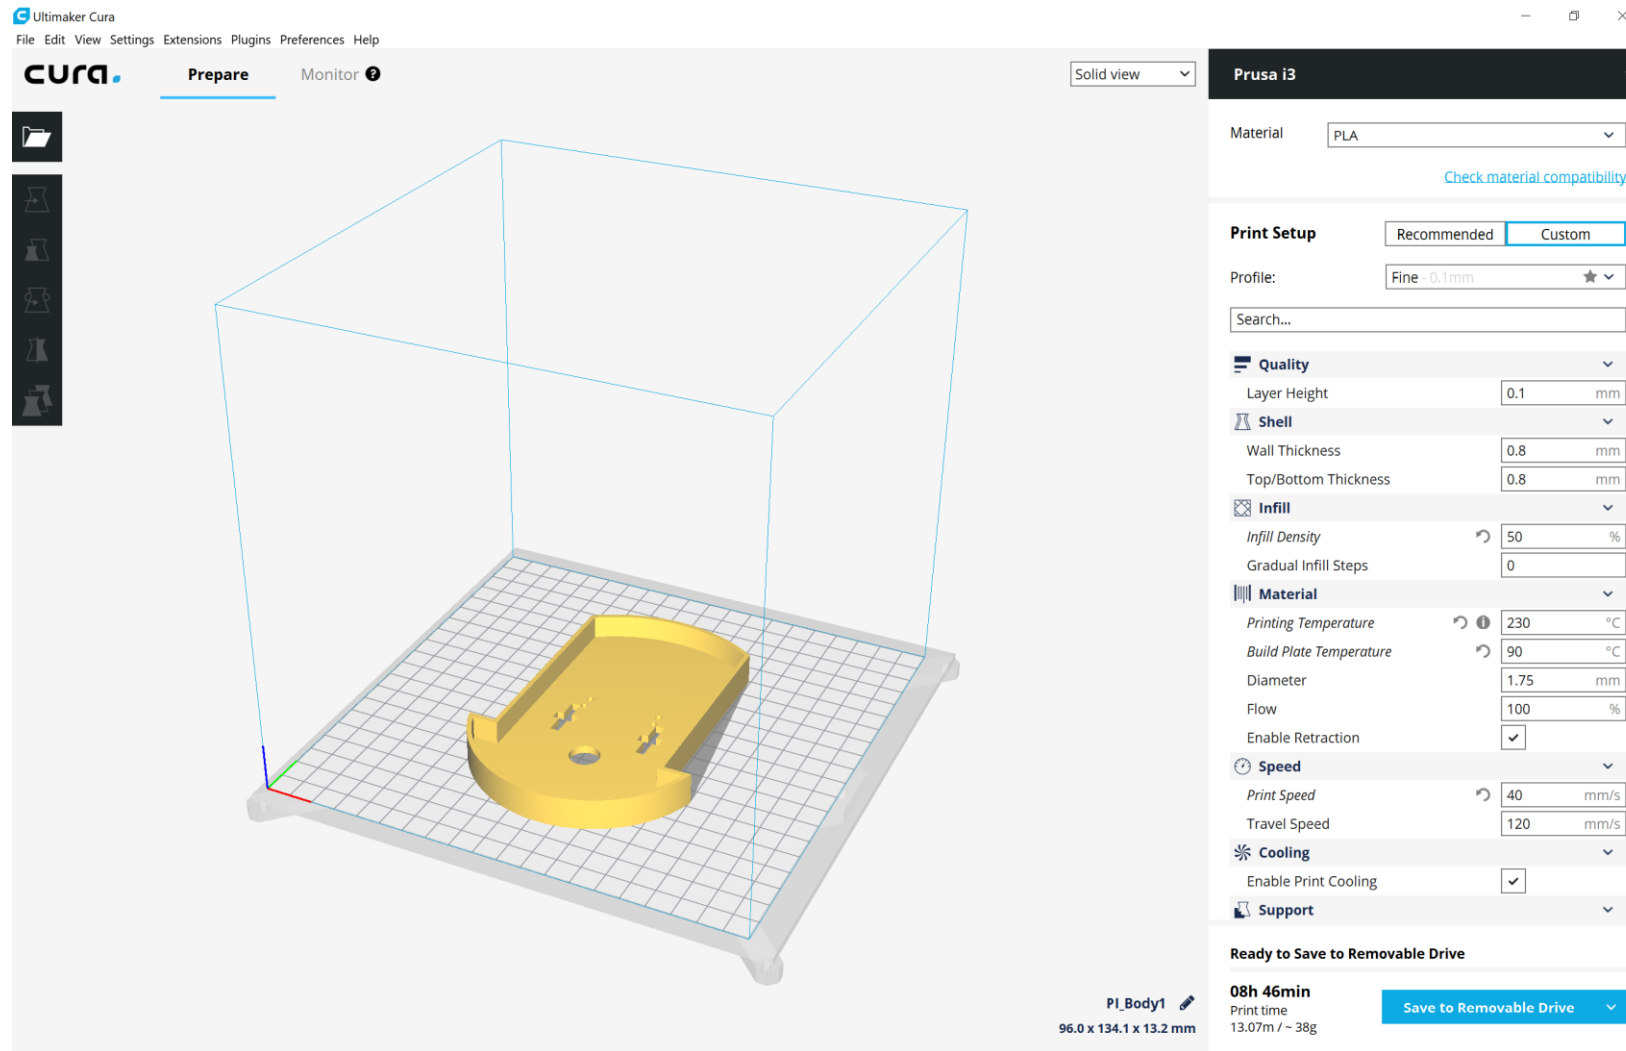 Ultimaker Cura
File Edit View Settings Extensions Plugins Preferences Help
cura.
Prepare
Monitor ?
Solid view
Prusa i3
Material
PLA
Check material compatibility
Print Setup
Recommended
Custom
Profile:
Fine - 0.1mm
Search...
Quality
Layer Height 0.1 mm
Shell
Wall Thickness 0.8 mm
Top/Bottom Thickness 0.8 mm
Infill
Infill Density 50 %
Gradual Infill Steps 0
Material
Printing Temperature i 230 °C
Build Plate Temperature 90 °C
Diameter 1.75 mm
Flow 100 %
Enable Retraction
Speed
Print Speed 40 mm/s
Travel Speed 120 mm/s
Cooling
Enable Print Cooling
Support
PI_Body1
96.0 x 134.1 x 13.2 mm
Ready to Save to Removable Drive
08h 46min
Print time
13.07m / ~ 38g
Save to Removable Drive